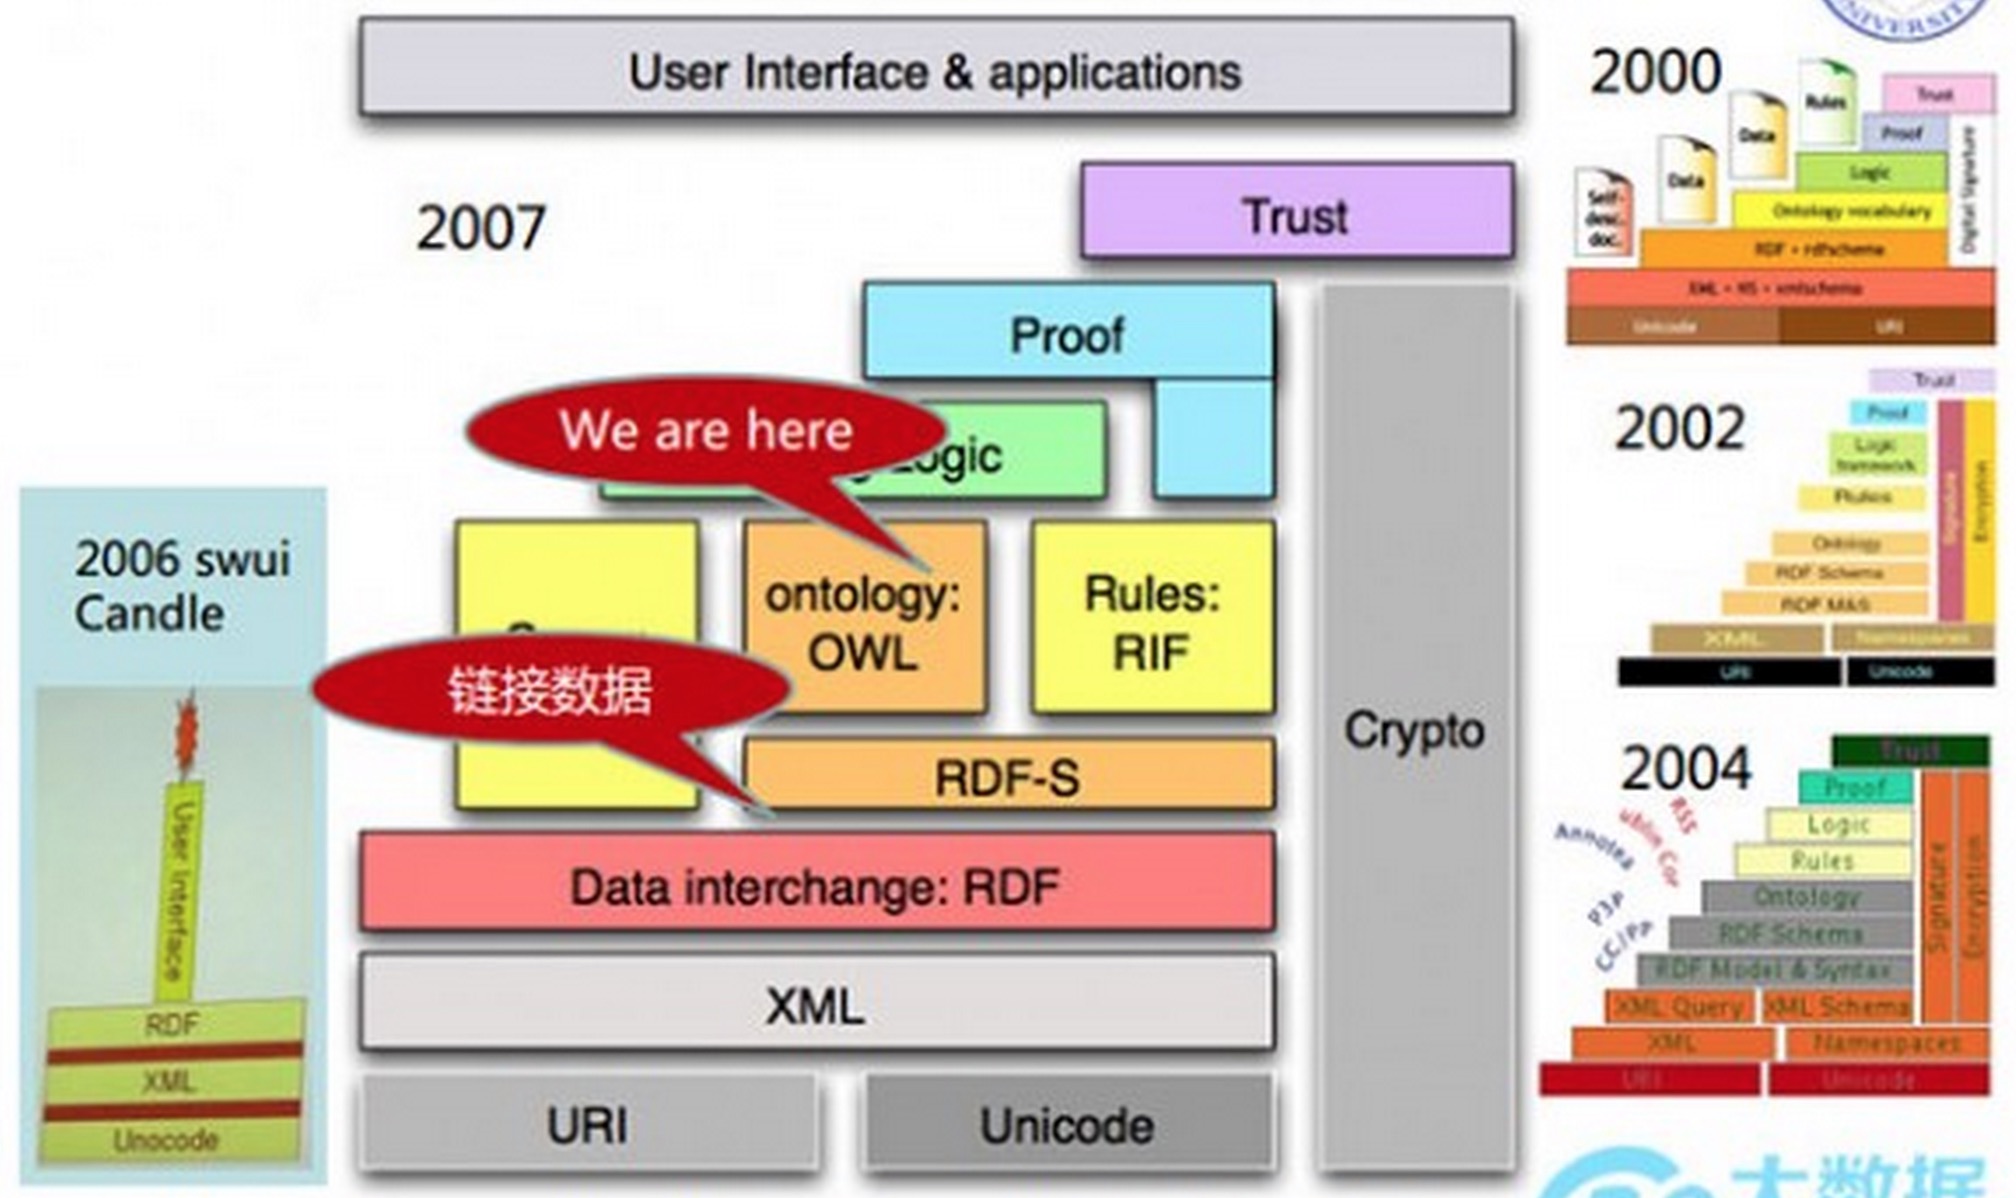 User Interface & applications
2007
Trust
Proof
We are here
ogic
ontology:
OWL
Rules:
RIF
链接数据
RDF-S
Crypto
Data interchange: RDF
XML
URI
Unicode
2006 swui
Candle
User Interface
RDF
XML
Unocode
UNIVERSITY
2000
Self-
desc.
doc.
Data
Data
Rules
Trust
Proof
Logic
Ontology vocabulary
RDF + rdfschema
XML + NS + xmlschema
Unicode
URI
Digital Signature
2002
Trust
Proof
Logic
framework
Rules
Ontology
RDF Schema
RDF M&S
XML
Namespaces
URI
Unicode
Signature
Encryption
2004
Trust
Proof
Logic
Rules
Ontology
RDF Schema
RDF Model & Syntax
XML Query
XML Schema
XML
Namespaces
URI
Unicode
Signature
Encryption
RSS
ublin Cor
Annotea
P3P
CC/PP
大数据